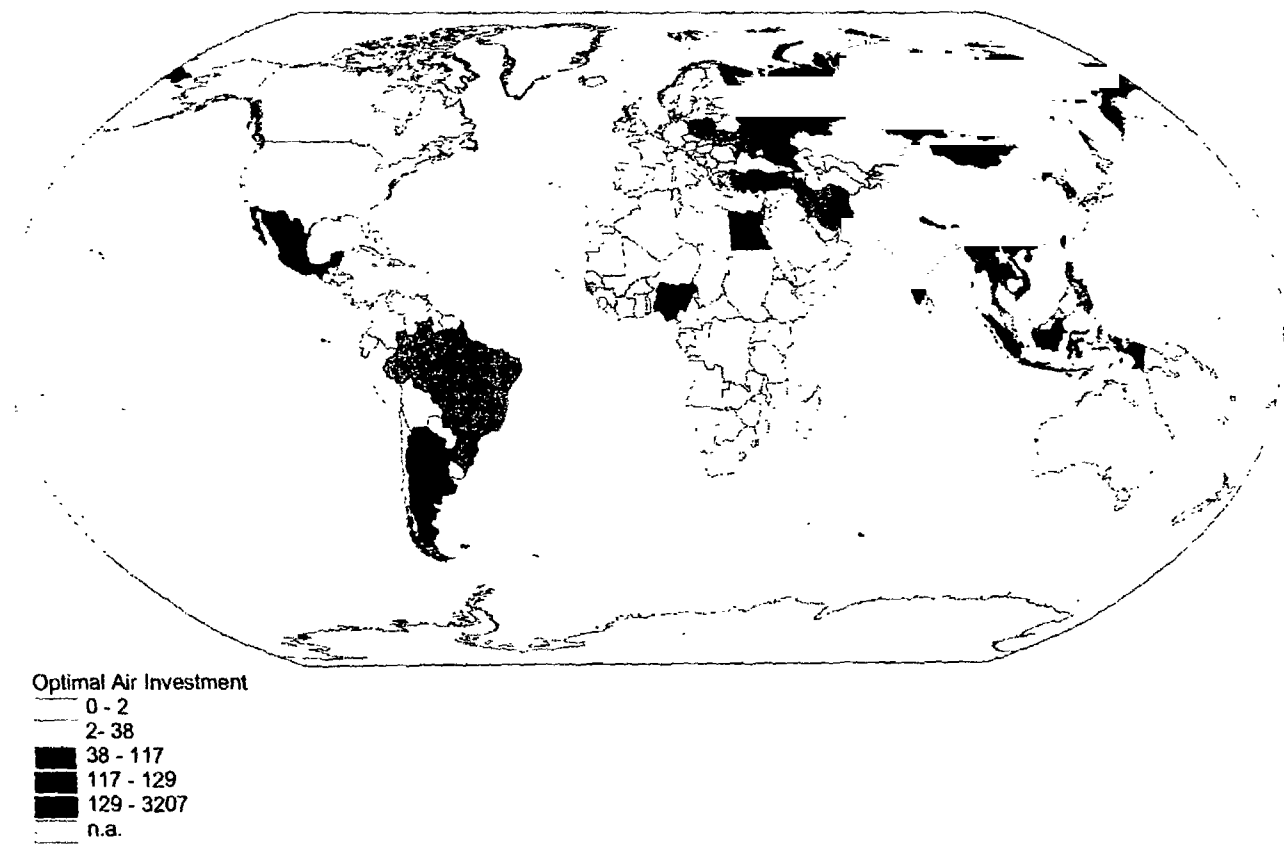 Optimal Air Investment
0 - 2
2- 38
38 - 117
117 - 129
129 - 3207
n.a.